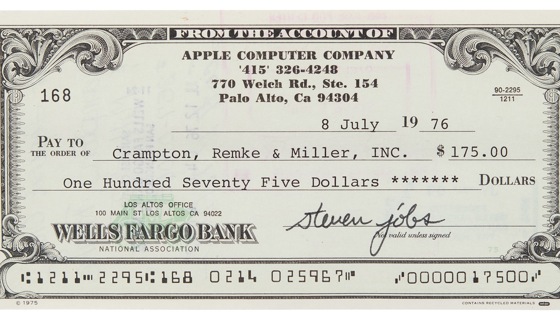 FROM THE ACCOUNT OF
APPLE COMPUTER COMPANY
'415' 326-4248
770 Welch Rd., Ste. 154
Palo Alto, Ca 94304
168
90-2295
1211
8 July 19 76
PAY TO
THE ORDER OF Crampton, Remke & Miller, INC. $ 175.00
One Hundred Seventy Five Dollars ******* DOLLARS
LOS ALTOS OFFICE
100 MAIN ST LOS ALTOS CA 94022
WELLS FARGO BANK
NATIONAL ASSOCIATION
steven jobs
Not valid unless signed
⑆1211⑉2295⑆168 0214 025967⑈ ⑈0000017500⑈
© 1975
CONTAINS RECYCLED MATERIALS